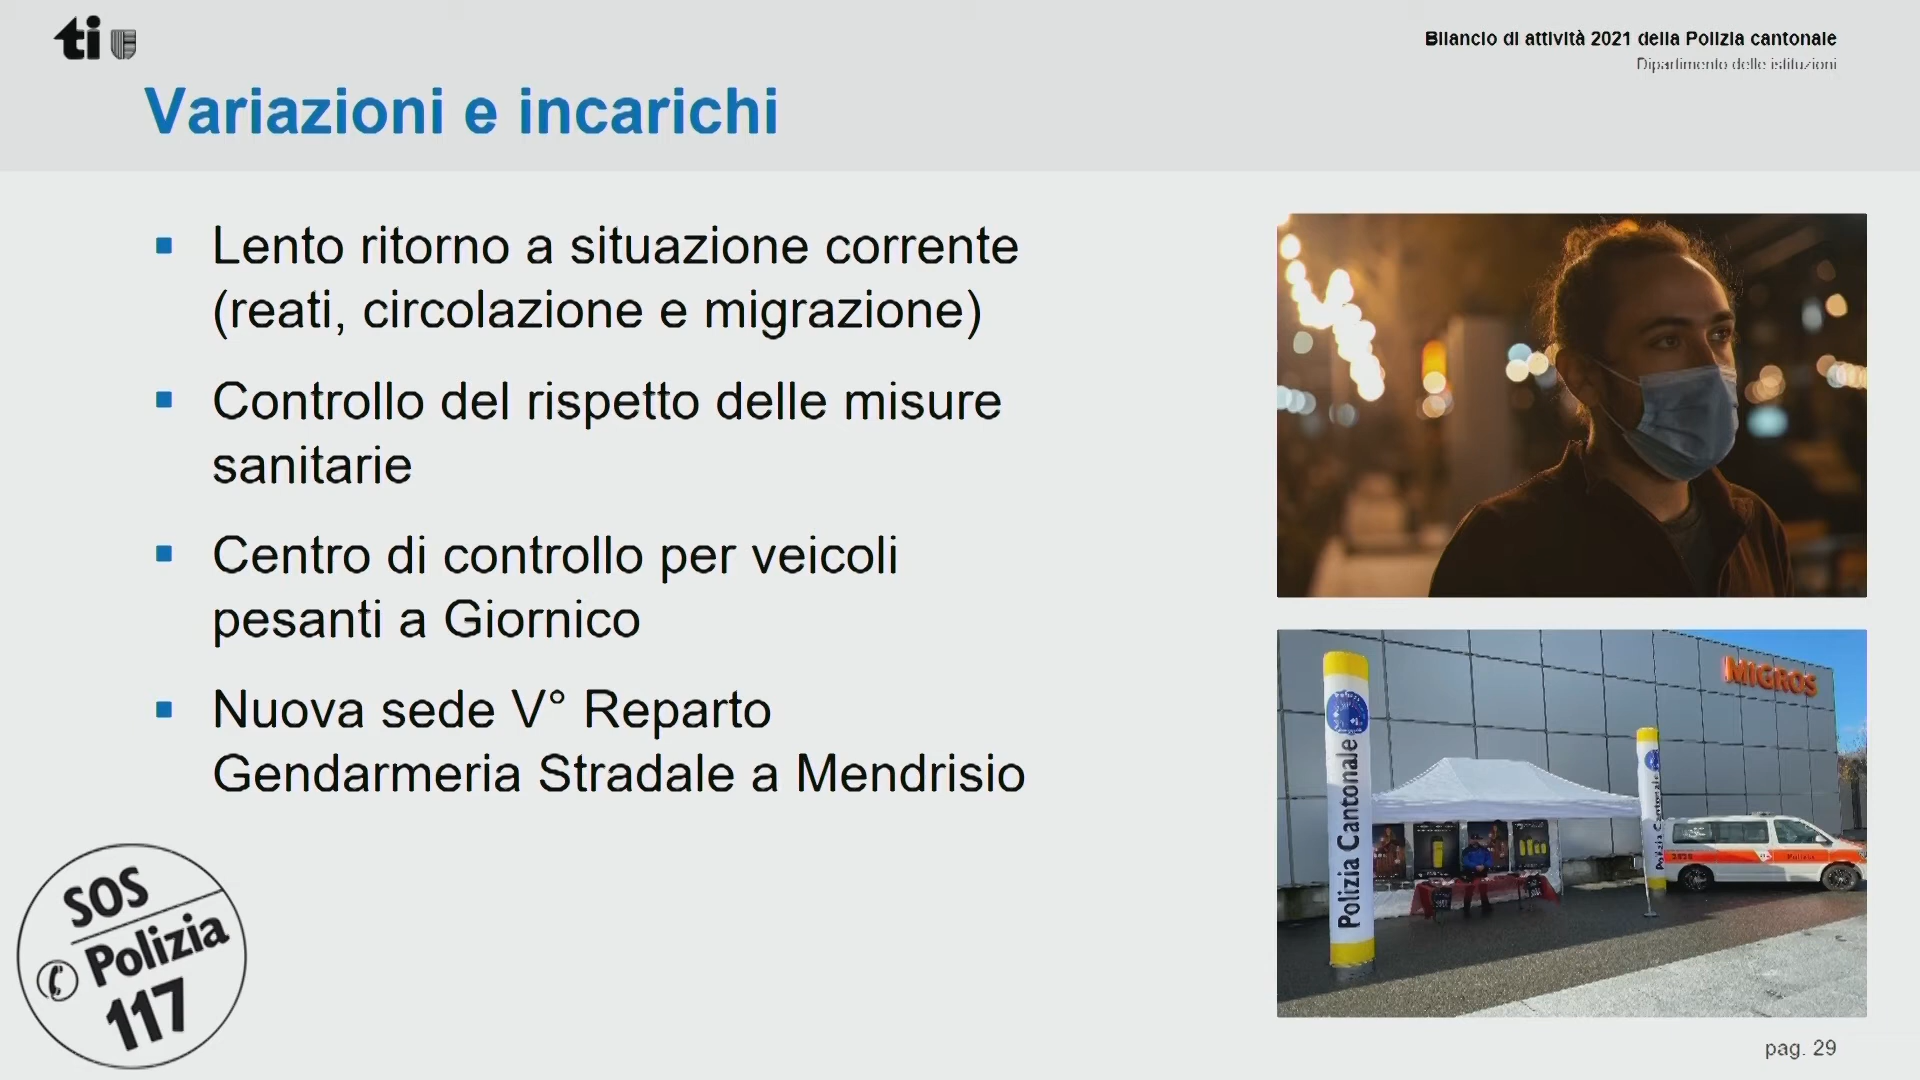 ti
Bilancio di attività 2021 della Polizia cantonale
Dipartimento delle istituzioni
Variazioni e incarichi
Lento ritorno a situazione corrente
(reati, circolazione e migrazione)
Controllo del rispetto delle misure
sanitarie
Centro di controllo per veicoli
pesanti a Giornico
Nuova sede V° Reparto
Gendarmeria Stradale a Mendrisio
MIGROS
Polizia Cantonale
Polizia Cantonale
Polizia
SOS
Polizia
117
pag. 29